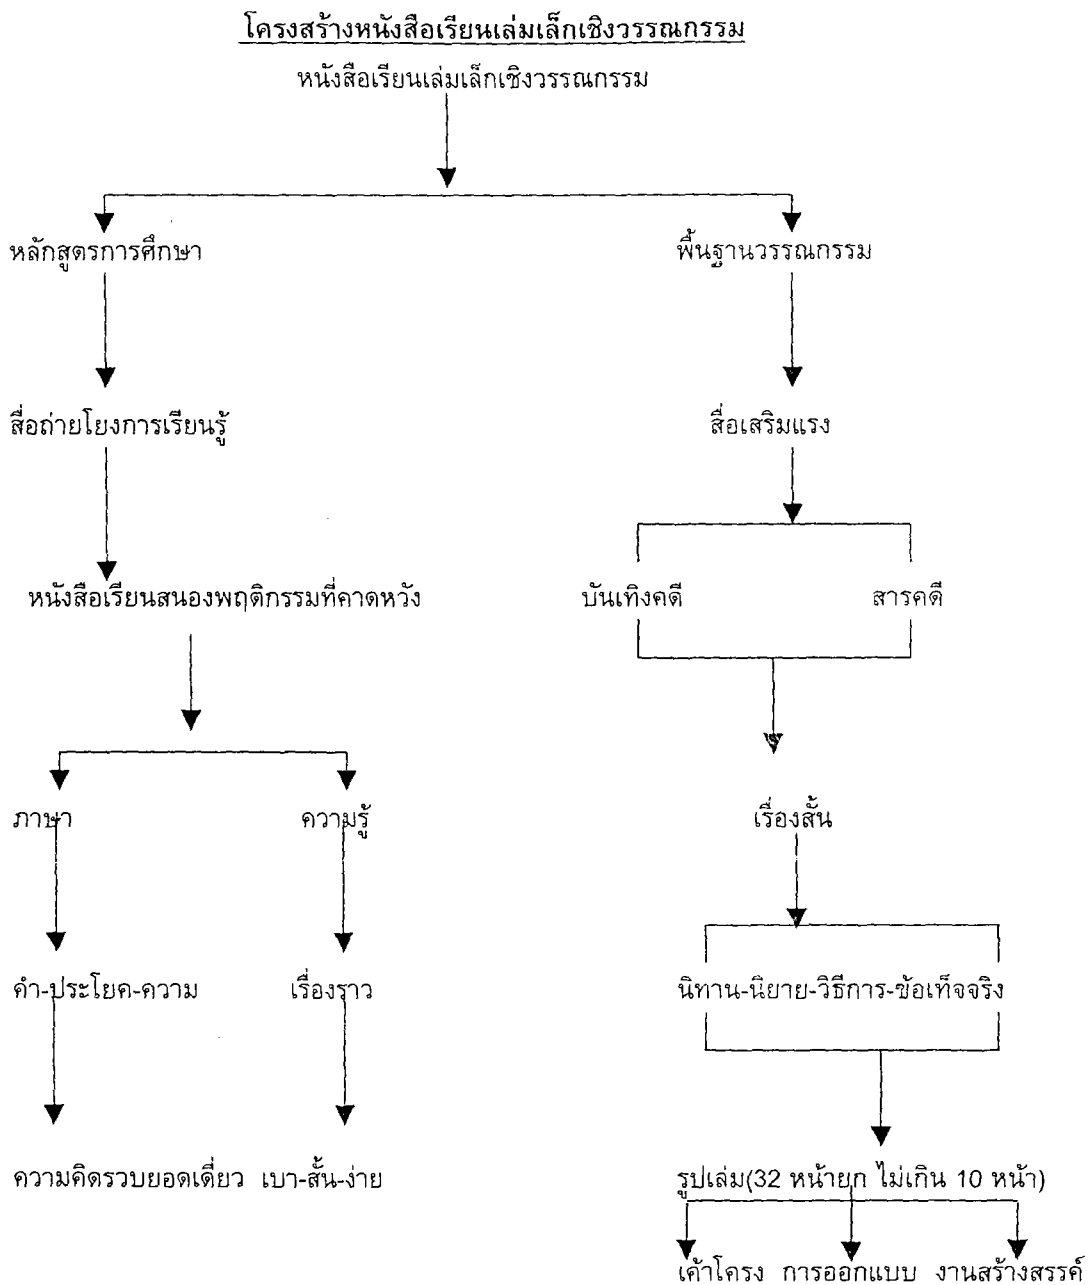 โครงสร้างหนังสือเรียนเล่มเล็กเชิงวรรณกรรม
หนังสือเรียนเล่มเล็กเชิงวรรณกรรม
หลักสูตรการศึกษา พื้นฐานวรรณกรรม
สื่อถ่ายโยงการเรียนรู้ สื่อเสริมแรง
หนังสือเรียนสนองพฤติกรรมที่คาดหวัง บันเทิงคดี สารคดี
ภาษา ความรู้ เรื่องสั้น
คำ-ประโยค-ความ เรื่องราว นิทาน-นิยาย-วิธีการ-ข้อเท็จจริง
ความคิดรวบยอดเดี่ยว เบา-สั้น-ง่าย รูปเล่ม(32 หน้ายก ไม่เกิน 10 หน้า)
เค้าโครง การออกแบบ งานสร้างสรรค์